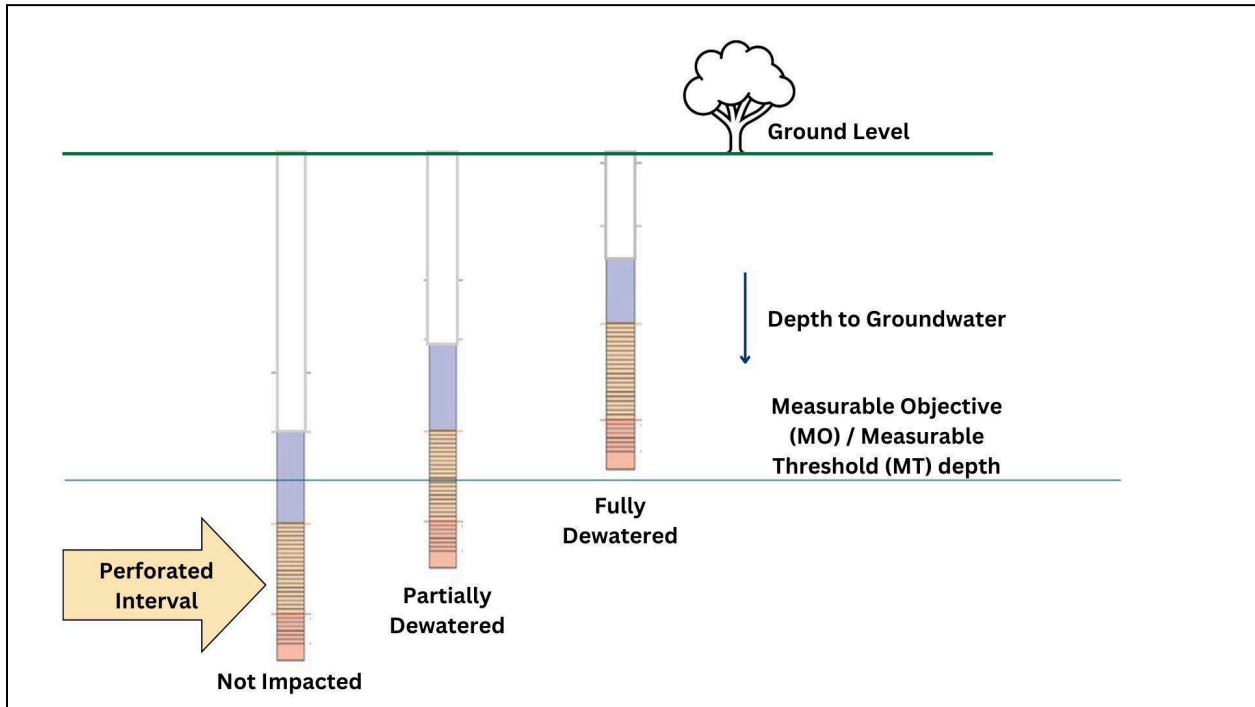 Ground Level
Depth to Groundwater
Measurable Objective
(MO) / Measurable
Threshold (MT) depth
Fully
Dewatered
Perforated
Interval
Partially
Dewatered
Not Impacted